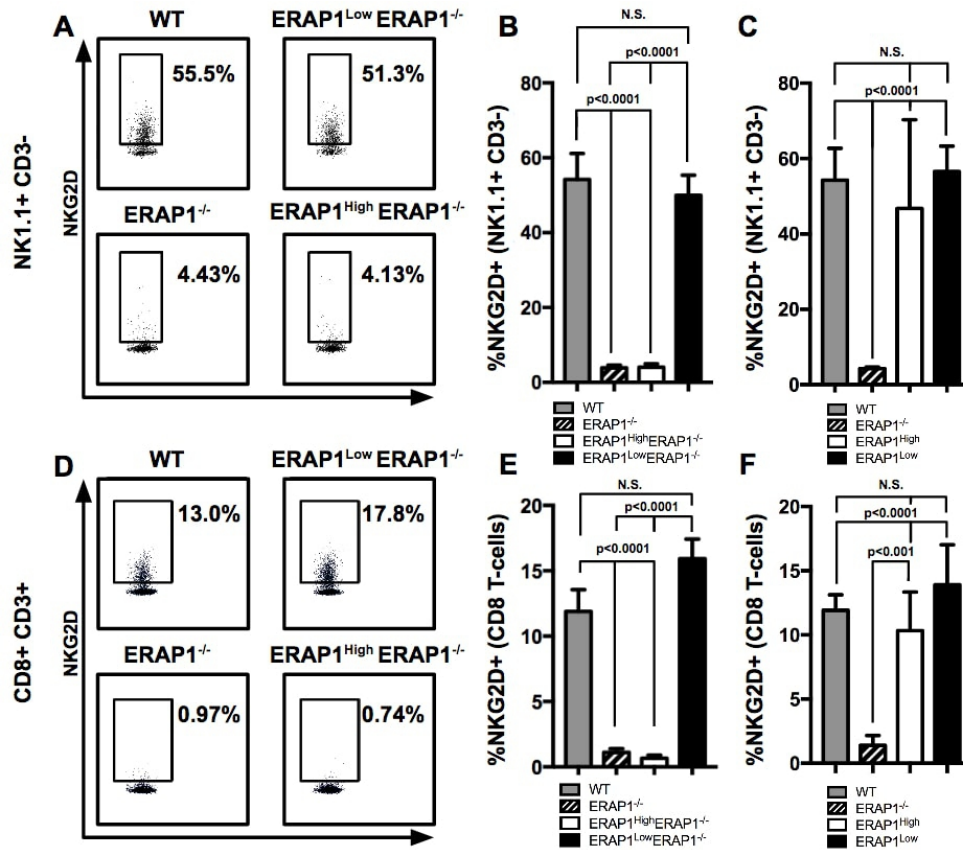 A
WT
ERAP1Low ERAP1-/-
55.5%
51.3%
ERAP1-/-
ERAP1High ERAP1-/-
4.43%
4.13%
NKG2D
NK1.1+ CD3-
B
N.S.
p<0.0001
p<0.0001
80
60
40
20
0
%NKG2D+ (NK1.1+ CD3-)
WT
ERAP1-/-
ERAP1HighERAP1-/-
ERAP1LowERAP1-/-
C
N.S.
p<0.0001
80
60
40
20
0
%NKG2D+ (NK1.1+ CD3-)
WT
ERAP1-/-
ERAP1High
ERAP1Low
D
WT
ERAP1Low ERAP1-/-
13.0%
17.8%
ERAP1-/-
ERAP1High ERAP1-/-
0.97%
0.74%
NKG2D
CD8+ CD3+
E
N.S.
p<0.0001
p<0.0001
20
15
10
5
0
%NKG2D+ (CD8 T-cells)
WT
ERAP1-/-
ERAP1HighERAP1-/-
ERAP1LowERAP1-/-
F
N.S.
p<0.0001
p<0.001
20
15
10
5
0
%NKG2D+ (CD8 T-cells)
WT
ERAP1-/-
ERAP1High
ERAP1Low